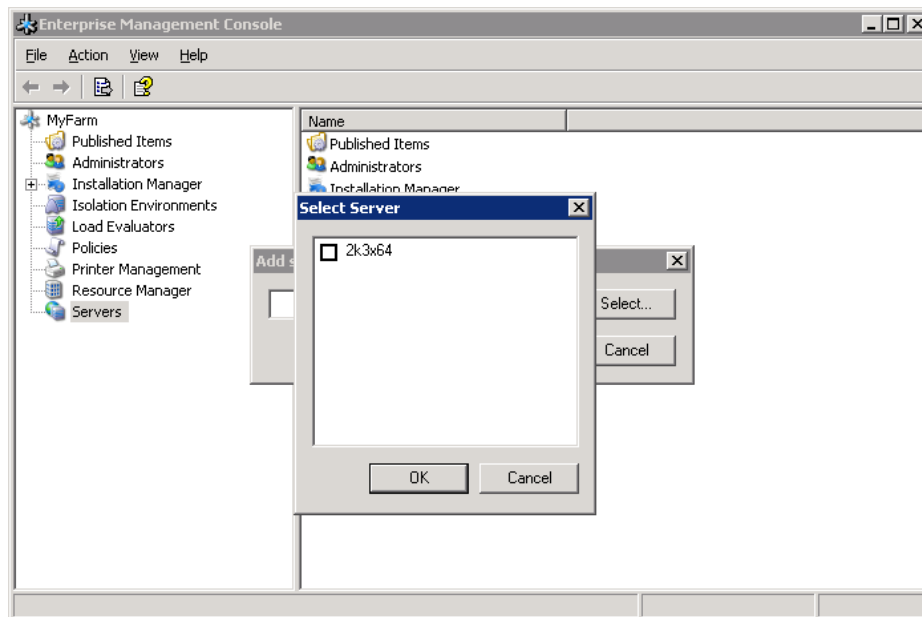 Enterprise Management Console
File Action View Help
MyFarm
Published Items
Administrators
Installation Manager
Isolation Environments
Load Evaluators
Policies
Printer Management
Resource Manager
Servers
Name
Published Items
Administrators
Installation Manager
Add
Select...
Cancel
Select Server
2k3x64
OK Cancel